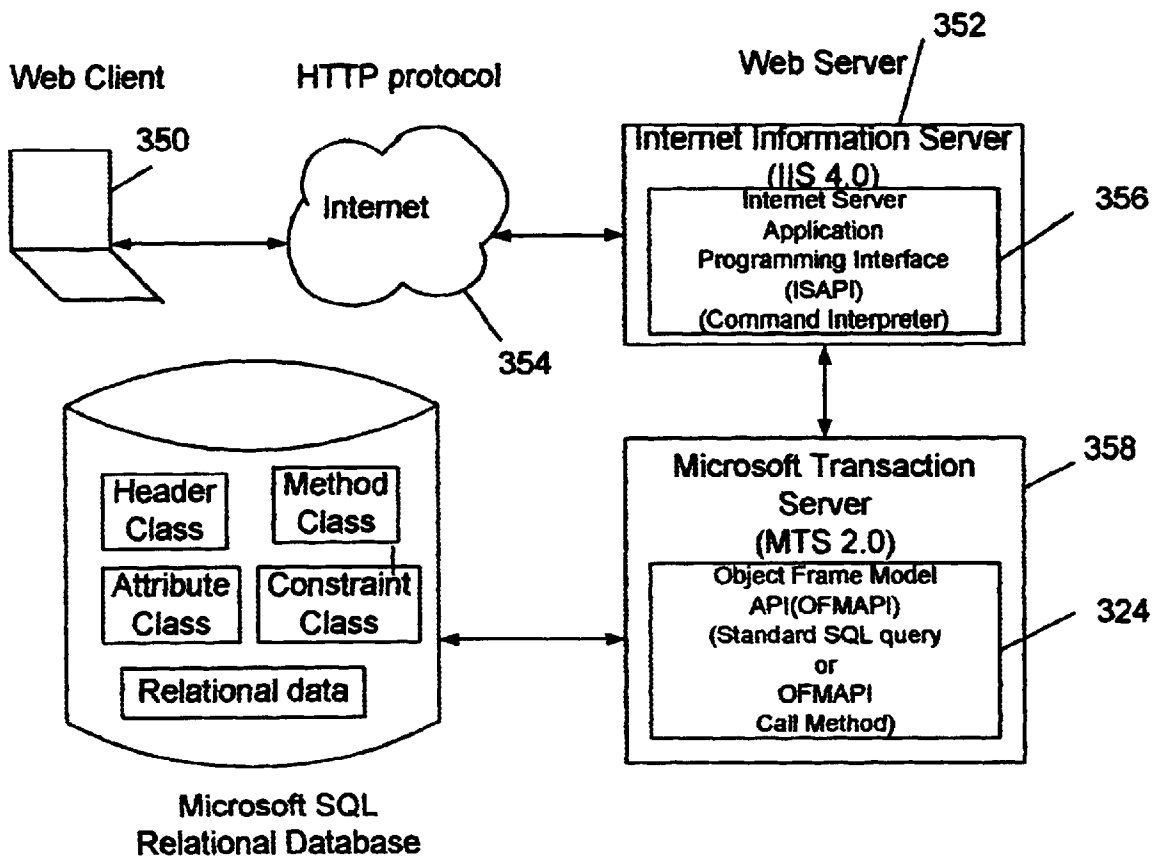 352
Web Client
HTTP protocol
Web Server
350
Internet Information Server
(IIS 4.0)
Internet
Internet Server
Application
Programming Interface
(ISAPI)
(Command Interpreter)
356
354
Header
Class
Method
Class
Attribute
Class
Constraint
Class
Relational data
Microsoft SQL
Relational Database
Microsoft Transaction
Server
(MTS 2.0)
358
Object Frame Model
API(OFMAPI)
(Standard SQL query
or
OFMAPI
Call Method)
324